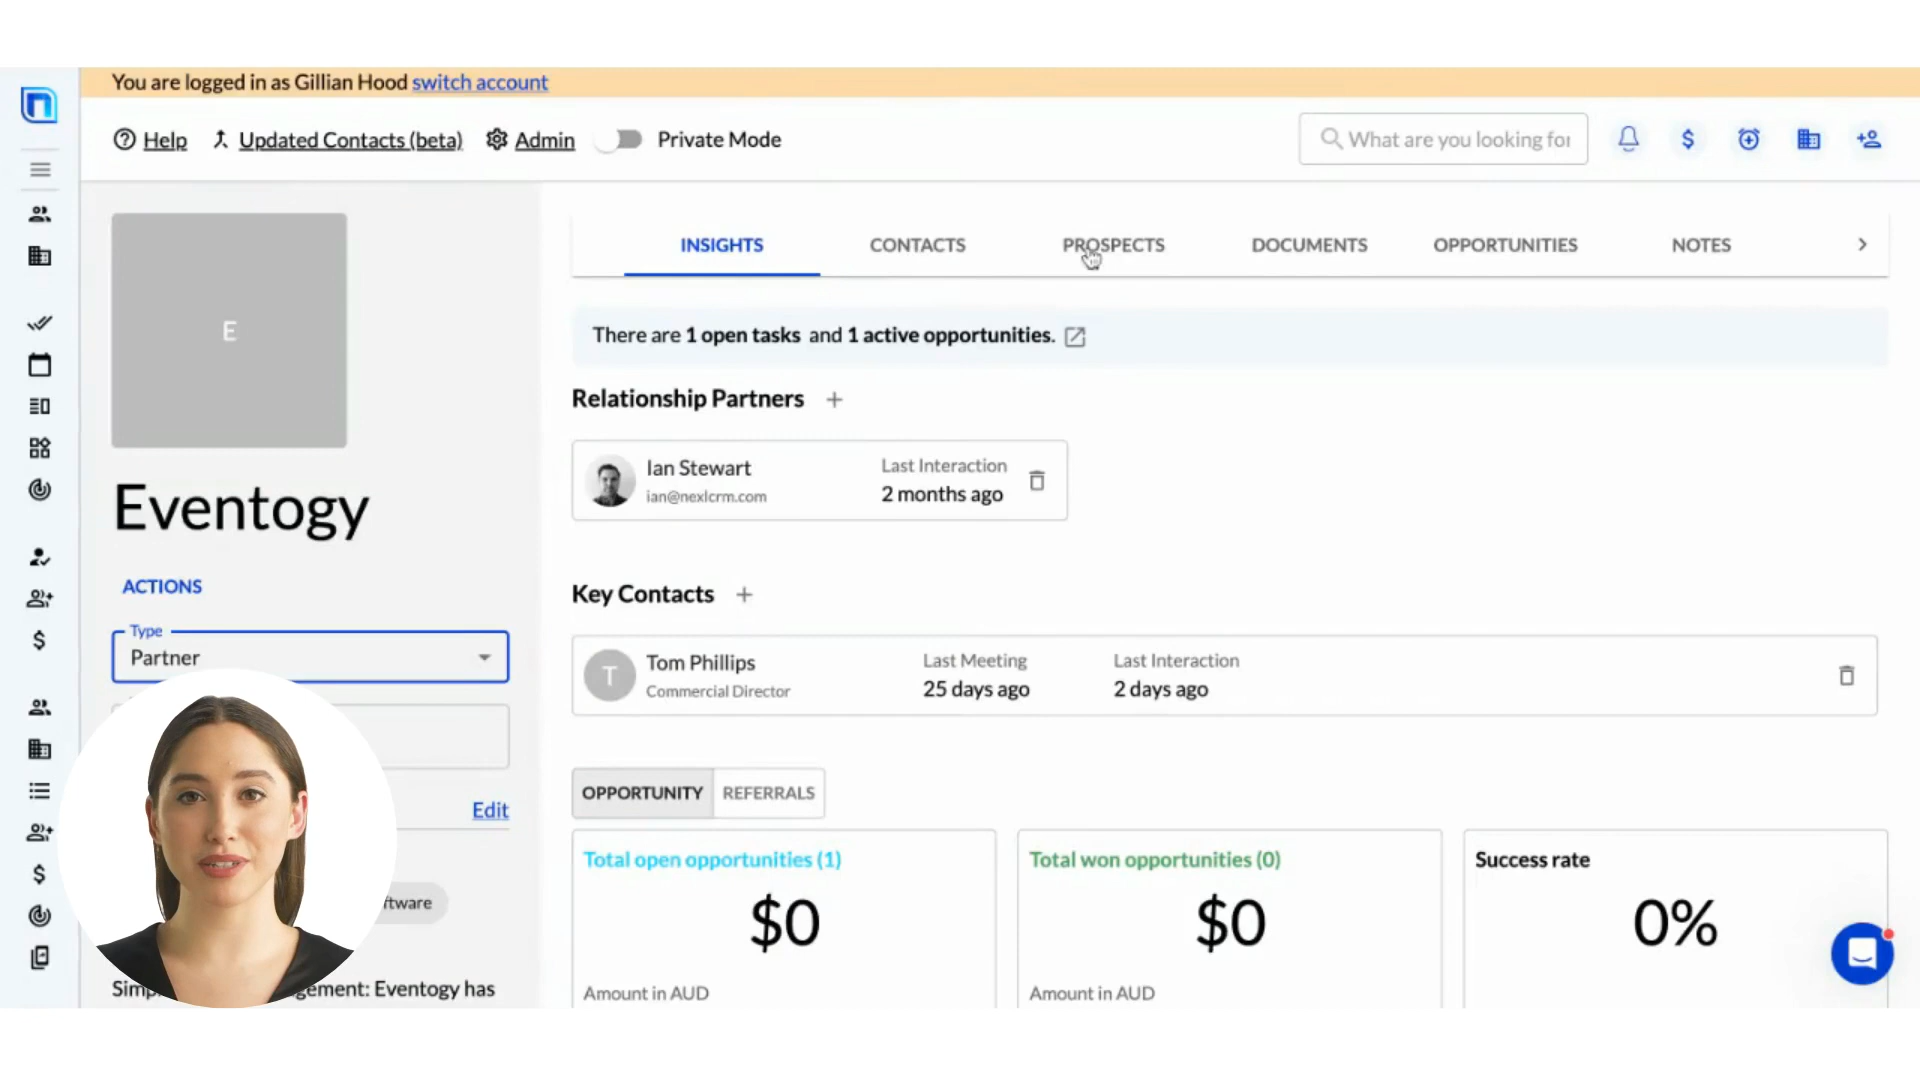 You are logged in as Gillian Hood switch account
Help Updated Contacts (beta) Admin Private Mode What are you looking for
E
Eventogy
ACTIONS
Type
Partner
Edit
INSIGHTS CONTACTS PROSPECTS DOCUMENTS OPPORTUNITIES NOTES
There are 1 open tasks and 1 active opportunities.
Relationship Partners +
Ian Stewart
ian@nexlcrm.com
Last Interaction
2 months ago
Key Contacts +
T
Tom Phillips
Commercial Director
Last Meeting
25 days ago
Last Interaction
2 days ago
OPPORTUNITY REFERRALS
Total open opportunities (1)
$0
Amount in AUD
Total won opportunities (0)
$0
Amount in AUD
Success rate
0%
Eventogy has